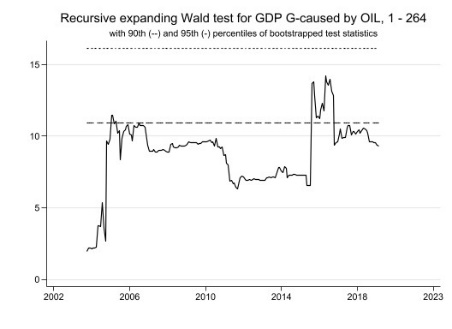 Recursive expanding Wald test for GDP G-caused by OIL, 1 - 264
with 90th (--) and 95th (-) percentiles of bootstrapped test statistics
15
10
5
0
2002 2006 2010 2014 2018 2023